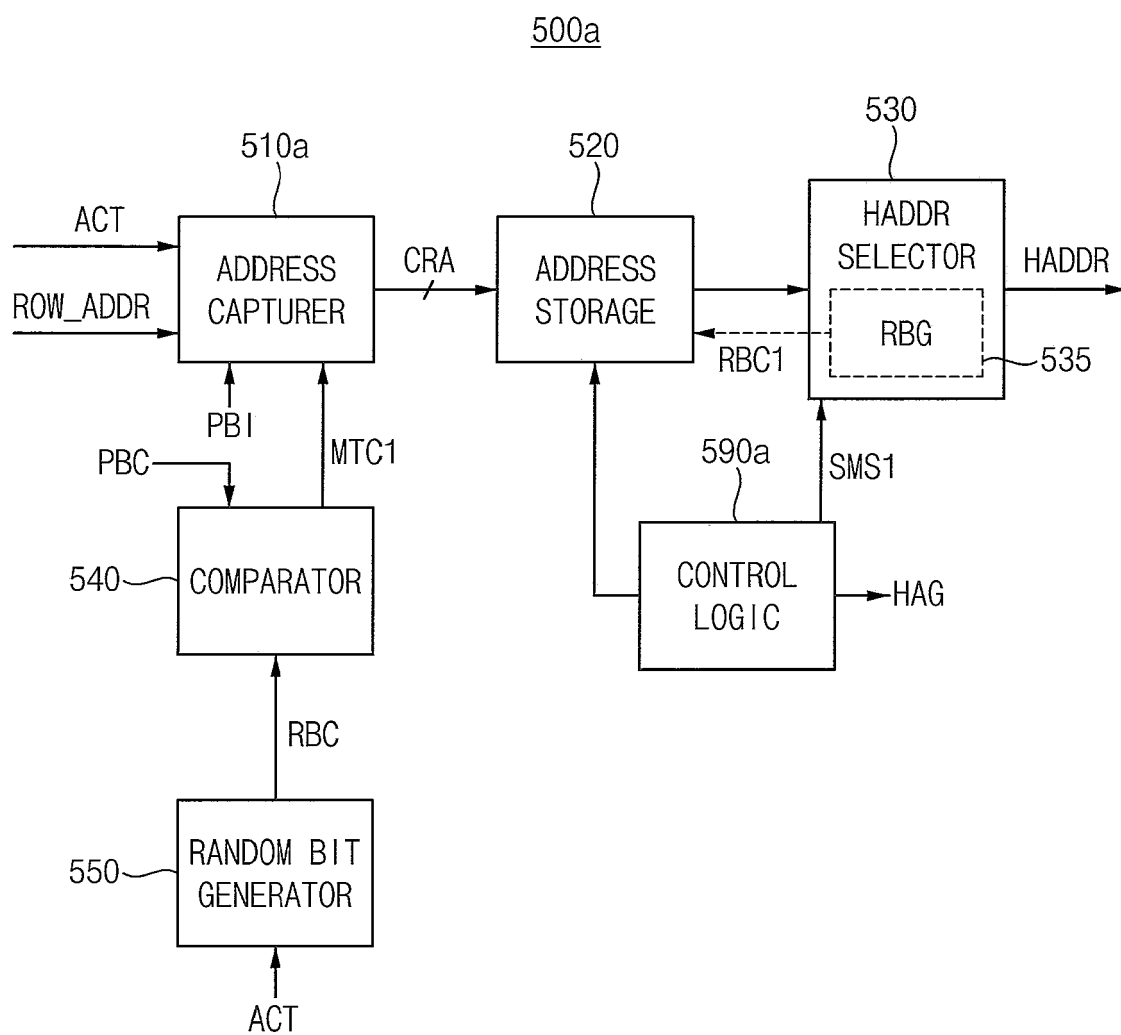 500a
510a
520
530
ACT
ROW_ADDR
ADDRESS
CAPTURER
CRA
ADDRESS
STORAGE
HADDR
SELECTOR
RBG
HADDR
RBC1
535
PBI
MTC1
PBC
590a
SMS1
540
COMPARATOR
CONTROL
LOGIC
HAG
RBC
550
RANDOM BIT
GENERATOR
ACT